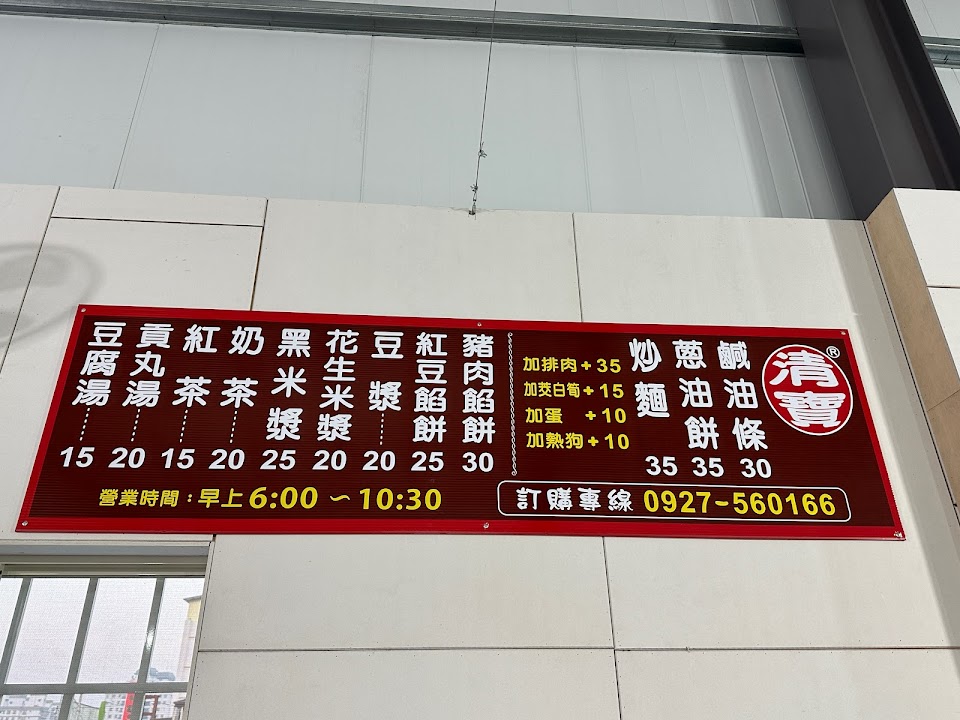 清寶®
鹹油條 30
蔥油餅 35
炒麵 35
加排肉+35
加茭白筍+15
加蛋 +10
加熱狗+10
豬肉餡餅 30
紅豆餡餅 25
豆漿 20
花生米漿 20
黑米漿 25
奶茶 20
紅茶 15
貢丸湯 20
豆腐湯 15
營業時間：早上6:00～10:30
訂購專線 0927-560166